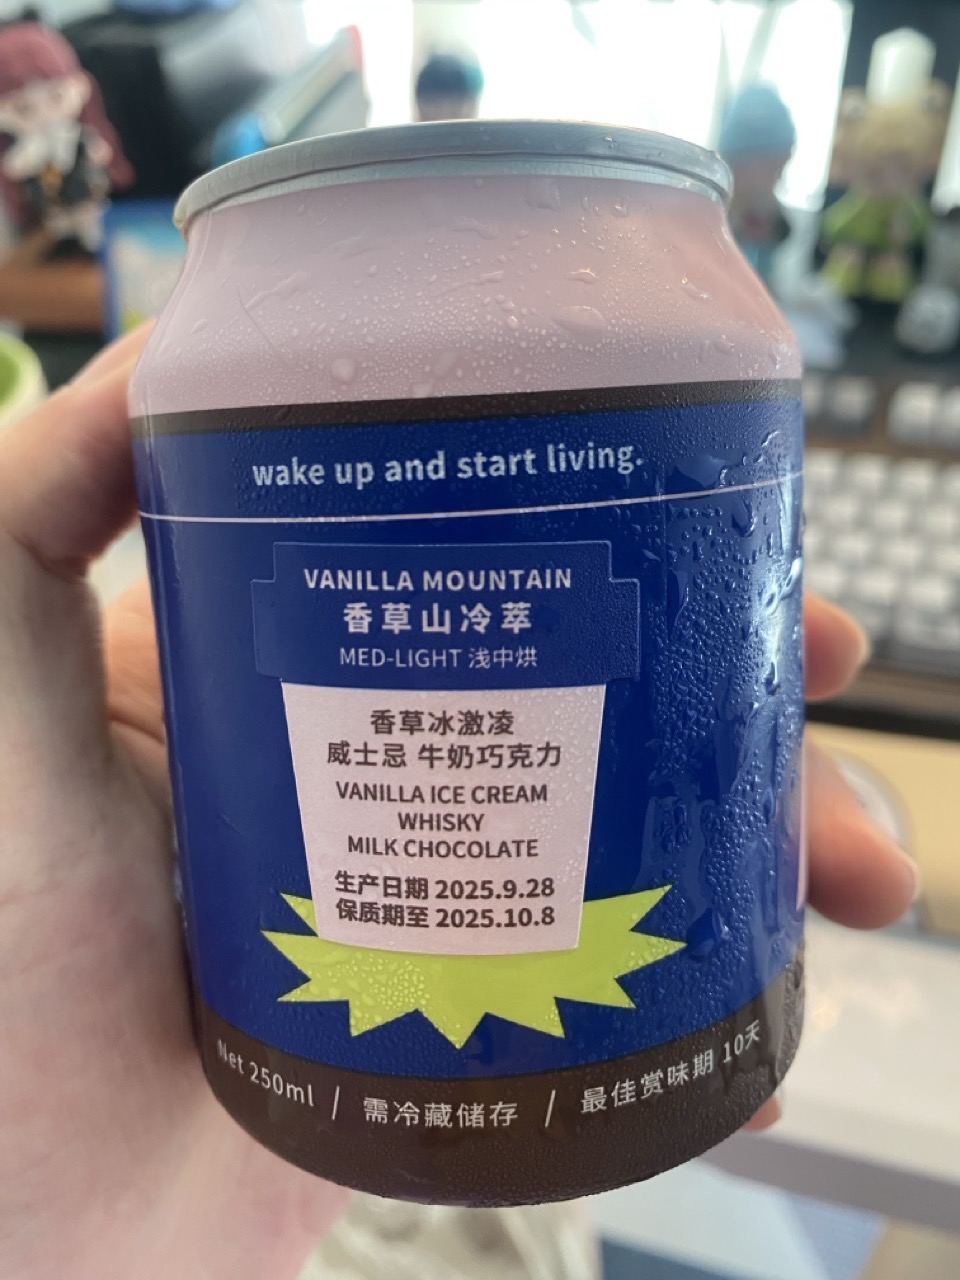 wake up and start living.
VANILLA MOUNTAIN
香草山冷萃
MED-LIGHT 浅中烘
香草冰激凌
威士忌 牛奶巧克力
VANILLA ICE CREAM
WHISKY
MILK CHOCOLATE
生产日期 2025.9.28
保质期至 2025.10.8
Net 250ml / 需冷藏储存 / 最佳赏味期 10天